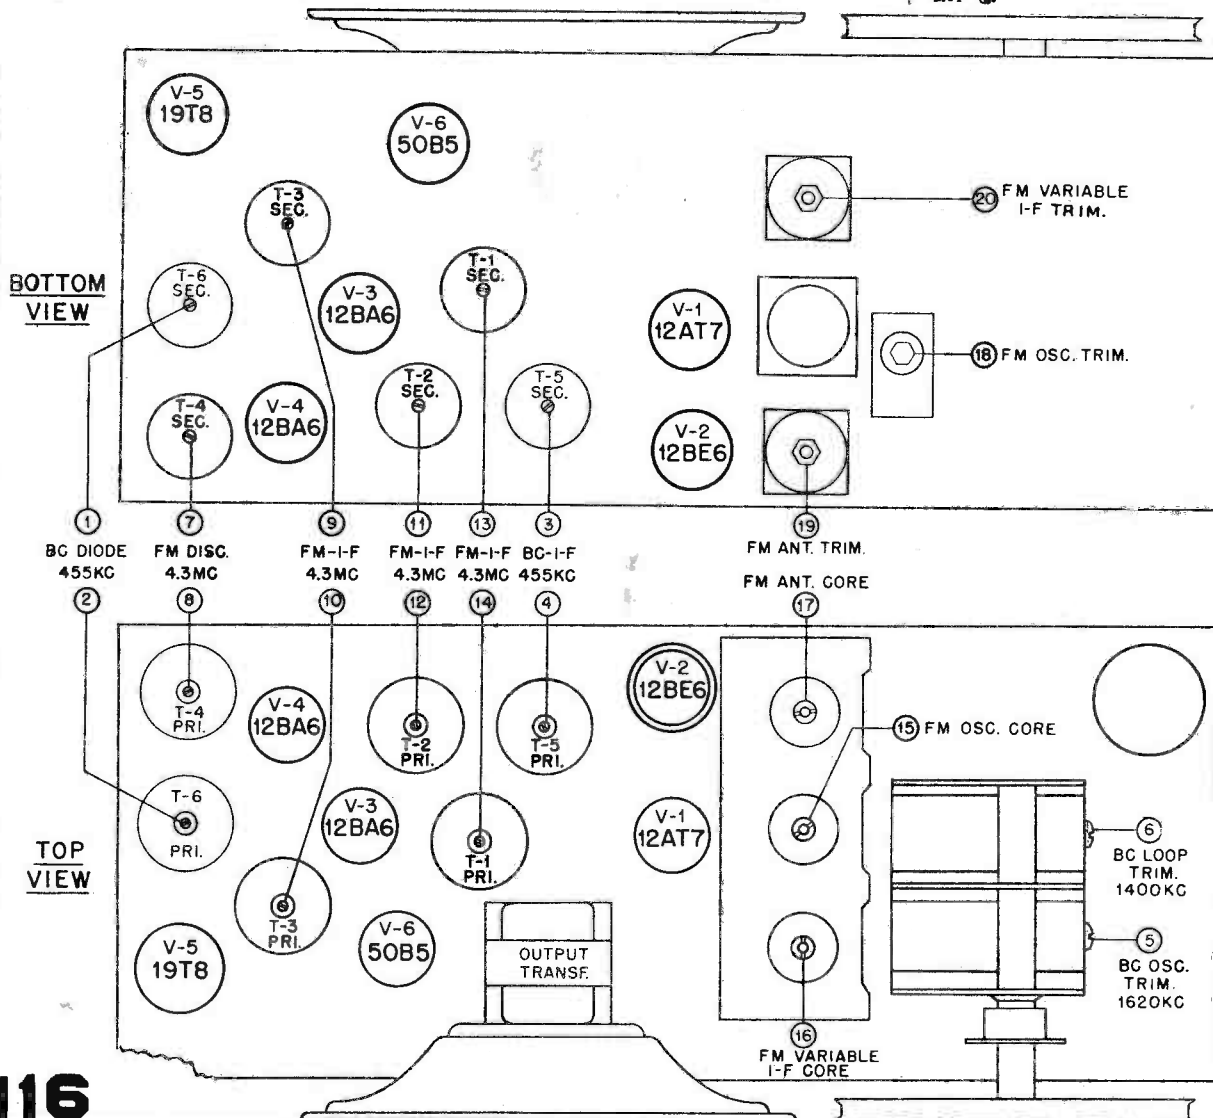 V-5
19T8
V-6
50B5
T-3
SEC.
20
FM VARIABLE
I-F TRIM.
BOTTOM
VIEW
T-6
SEC.
V-3
12BA6
T-1
SEC.
V-1
12AT7
18
FM OSC. TRIM.
T-4
SEC.
V-4
12BA6
T-2
SEC.
T-5
SEC.
V-2
12BE6
1
BC DIODE
455KC
2
7
FM DISC.
4.3MC
8
9
FM-I-F
4.3MC
10
11
FM-I-F
4.3MC
12
13
FM-I-F
4.3MC
14
3
BC-I-F
455KC
4
19
FM ANT. TRIM.
FM ANT. CORE
17
T-4
PRI.
V-4
12BA6
T-2
PRI.
T-5
PRI.
V-2
12BE6
15
FM OSC. CORE
TOP
VIEW
T-6
PRI.
V-3
12BA6
T-1
PRI.
V-1
12AT7
6
BC LOOP
TRIM.
1400KC
T-3
PRI.
V-5
19T8
V-6
50B5
OUTPUT
TRANSF.
5
BC OSC.
TRIM.
1620KC
16
FM VARIABLE
I-F CORE
116